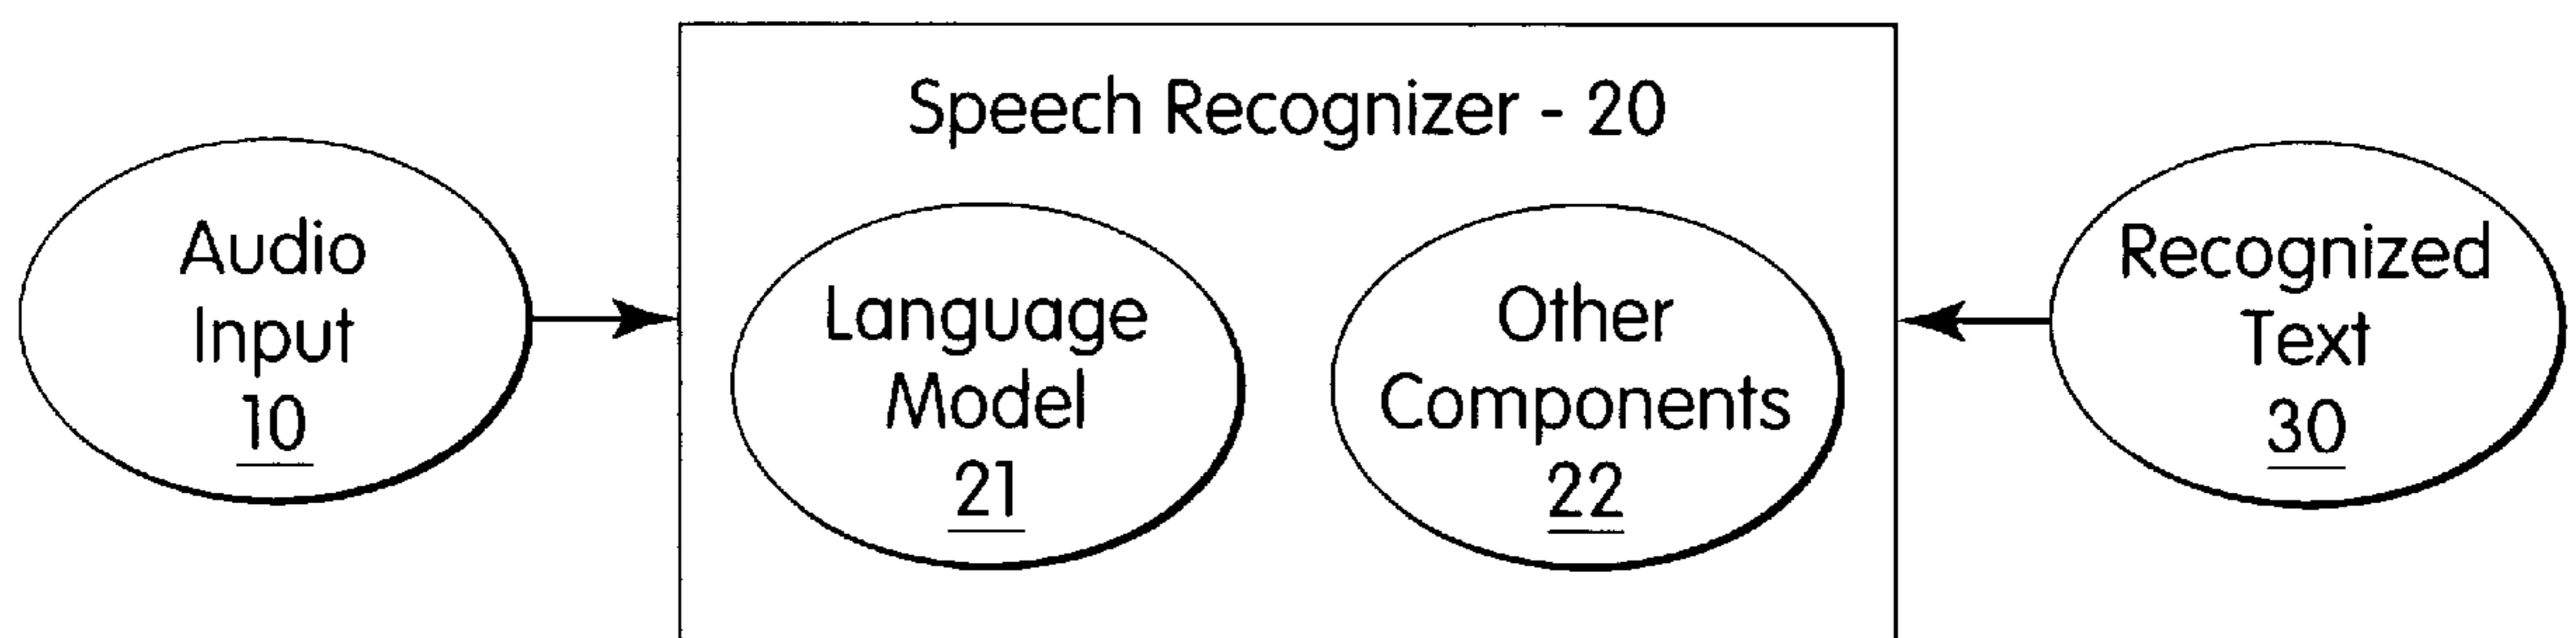 Speech Recognizer - 20
Audio
Input
10
Language
Model
21
Other
Components
22
Recognized
Text
30